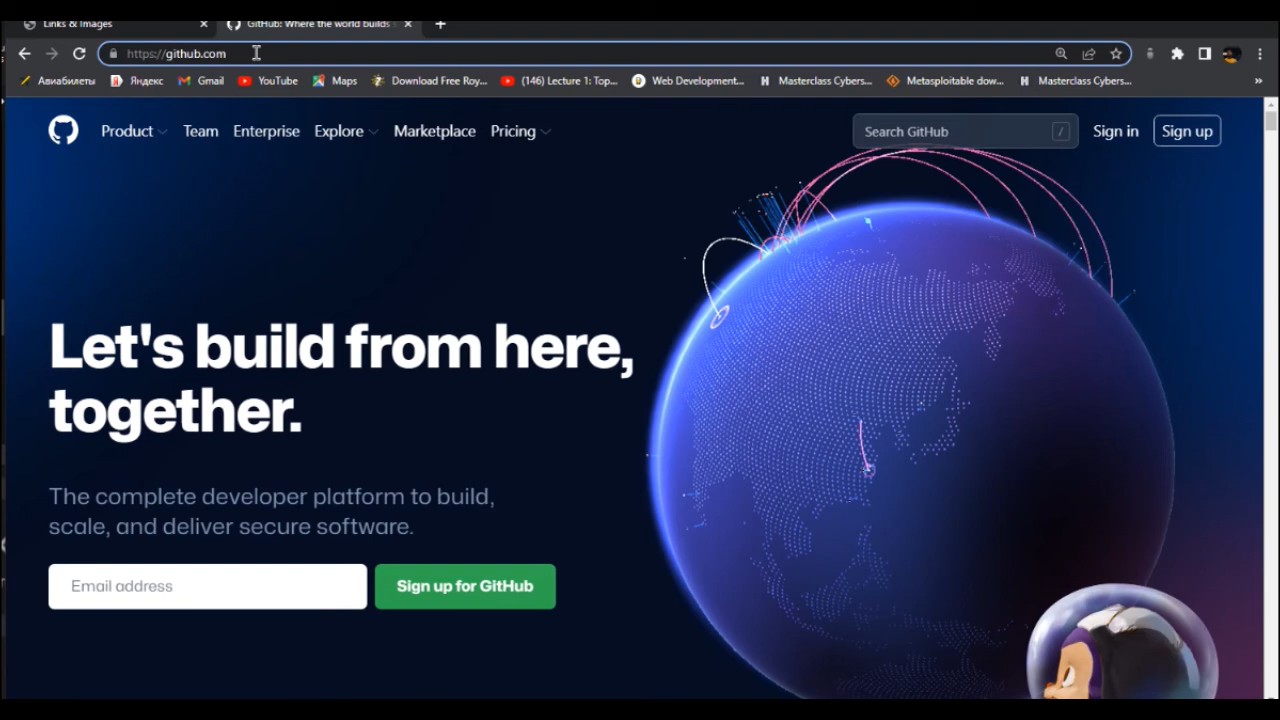 Links & Images
GitHub: Where the world builds
https://github.com
Авиабилеты
Яндекс
Gmail
YouTube
Maps
Download Free Roy...
(146) Lecture 1: Top...
Web Development...
Masterclass Cybers...
Metasploitable dow...
Masterclass Cybers...
»
Product
Team
Enterprise
Explore
Marketplace
Pricing
Search GitHub
/
Sign in
Sign up
Let's build from here,
together.
The complete developer platform to build,
scale, and deliver secure software.
Email address
Sign up for GitHub